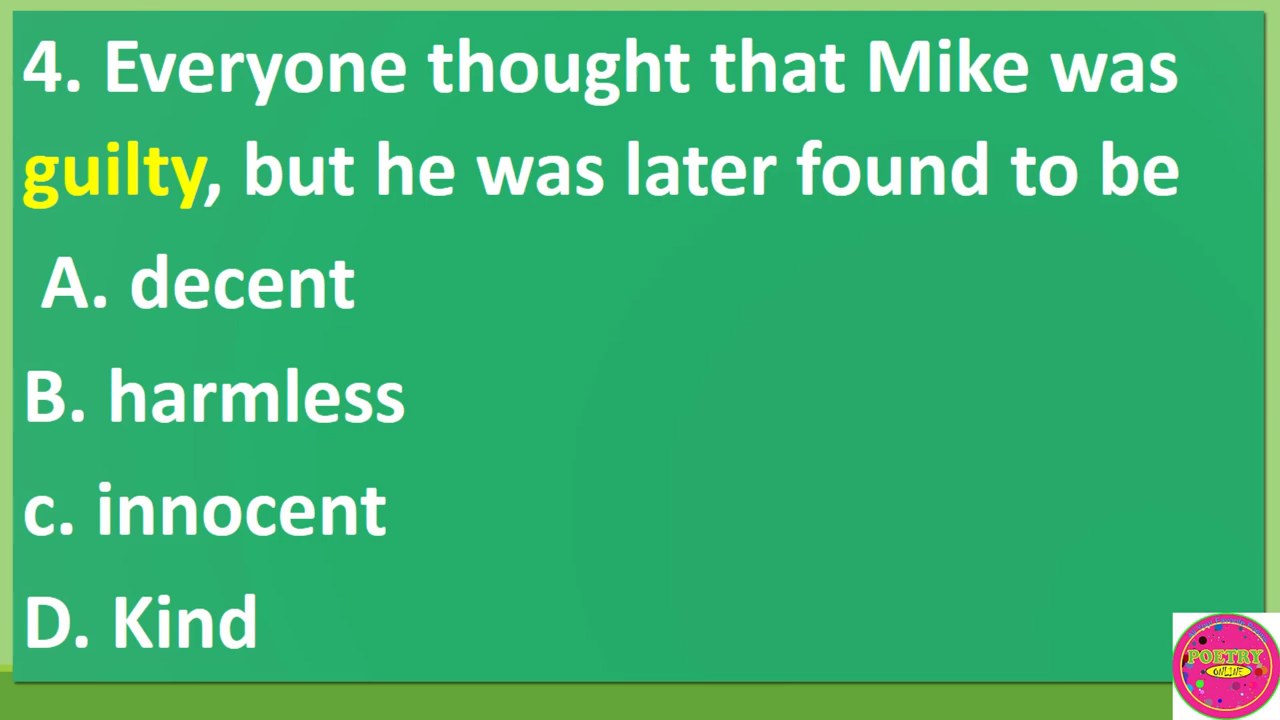 4. Everyone thought that Mike was
guilty, but he was later found to be
A. decent
B. harmless
c. innocent
D. Kind
POETRY
ONLINE